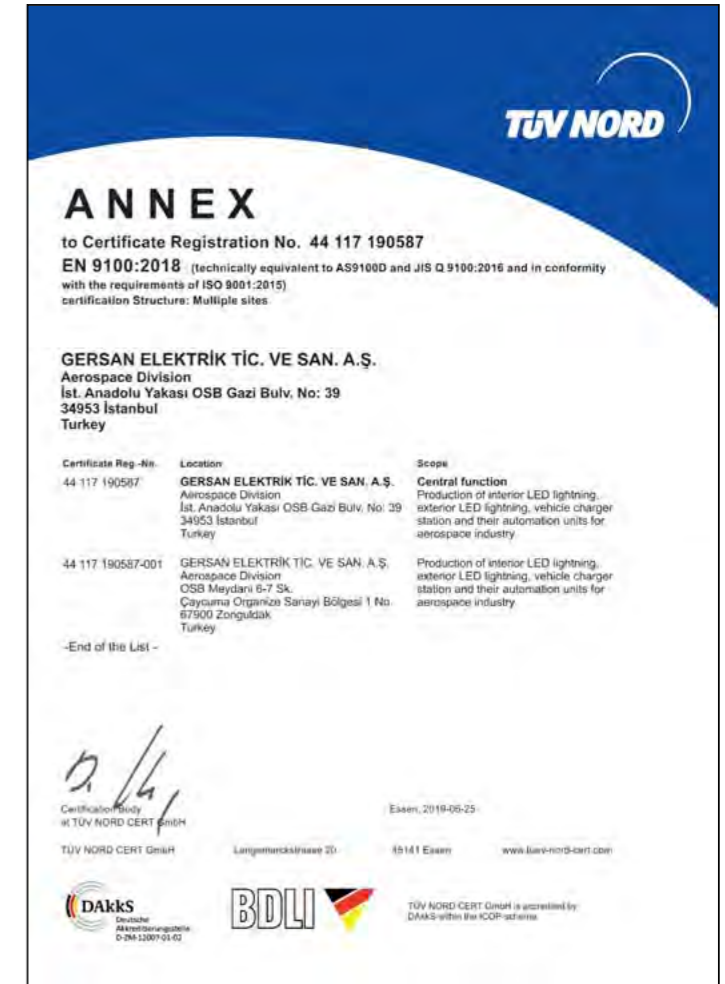 TÜV NORD
ANNEX
to Certificate Registration No. 44 117 190587
EN 9100:2018 (technically equivalent to AS9100D and JIS Q 9100:2016 and in conformity
with the requirements of ISO 9001:2015)
certification Structure: Multiple sites
GERSAN ELEKTRİK TİC. VE SAN. A.Ş.
Aerospace Division
İst. Anadolu Yakası OSB Gazi Bulv. No: 39
34953 İstanbul
Turkey
Certificate Reg.-No. Location Scope
44 117 190587 GERSAN ELEKTRİK TİC. VE SAN. A.Ş. Central function
Aerospace Division Production of interior LED lightning,
İst. Anadolu Yakası OSB Gazi Bulv. No: 39 exterior LED lightning, vehicle charger
34953 İstanbul station and their automation units for
Turkey aerospace industry
44 117 190587-001 GERSAN ELEKTRİK TİC. VE SAN. A.Ş. Production of interior LED lightning,
Aerospace Division exterior LED lightning, vehicle charger
OSB Meydani 6-7 Sk. station and their automation units for
Çaycuma Organize Sanayi Bölgesi 1 No. aerospace industry
67900 Zonguldak
Turkey
-End of the List -
Certification Body Essen, 2019-06-25
at TÜV NORD CERT GmbH
TÜV NORD CERT GmbH Langemarckstrasse 20 45141 Essen www.tuev-nord-cert.com
DAkkS
Deutsche
Akkreditierungsstelle
D-ZM-12007-01-02
BDLI
TÜV NORD CERT GmbH is accredited by
DAkkS within the ICOP-scheme